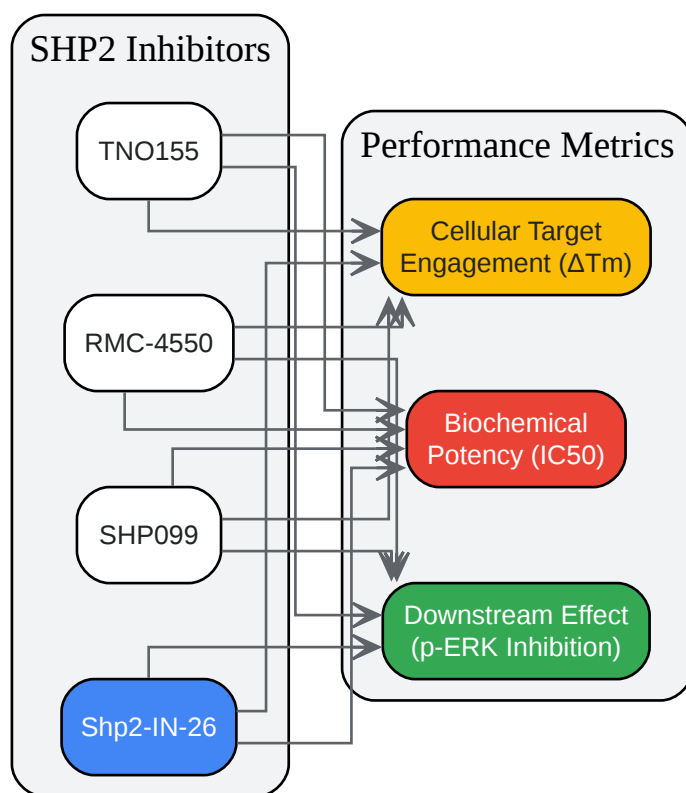 SHP2 Inhibitors
TNO155
RMC-4550
SHP099
Shp2-IN-26
Performance Metrics
Cellular Target
Engagement (ΔTm)
Biochemical
Potency (IC50)
Downstream Effect
(p-ERK Inhibition)